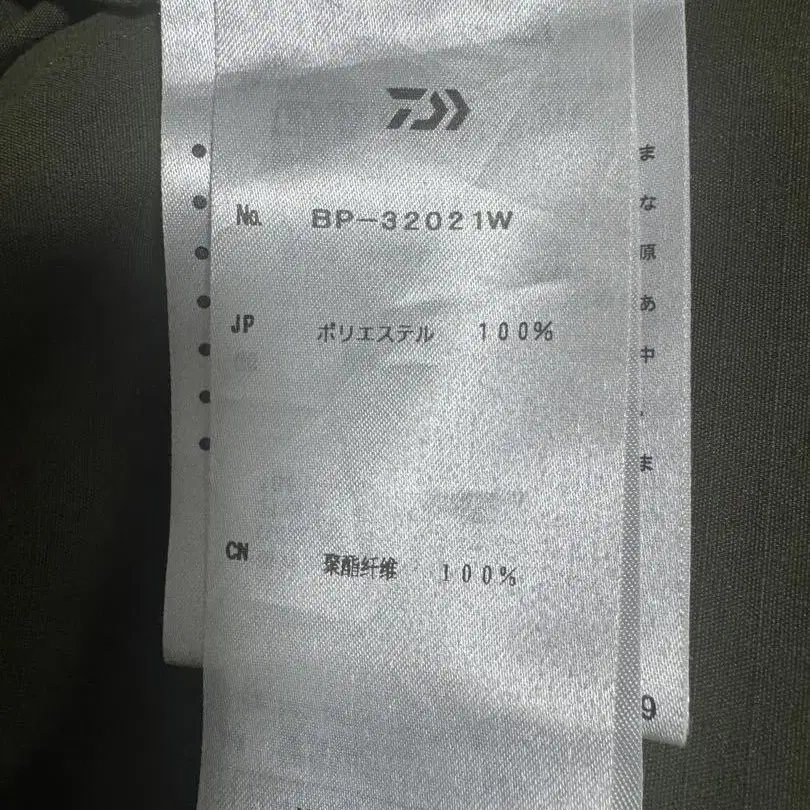 No. BP-32021W
JP ポリエステル 100%
CN 聚酯纤维 100%
ま
な
原
あ
中
ま
9